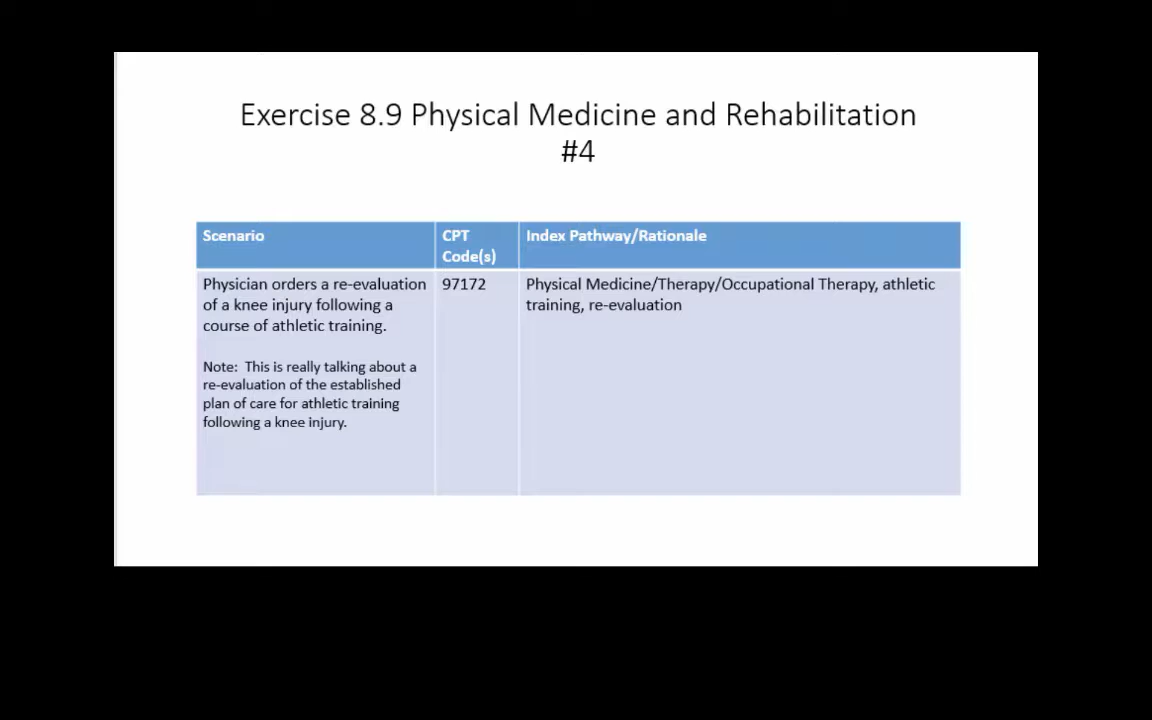 Exercise 8.9 Physical Medicine and Rehabilitation
#4
Scenario
CPT
Code(s)
Index Pathway/Rationale
Physician orders a re-evaluation
of a knee injury following a
course of athletic training.
Note: This is really talking about a
re-evaluation of the established
plan of care for athletic training
following a knee injury.
97172
Physical Medicine/Therapy/Occupational Therapy, athletic
training, re-evaluation